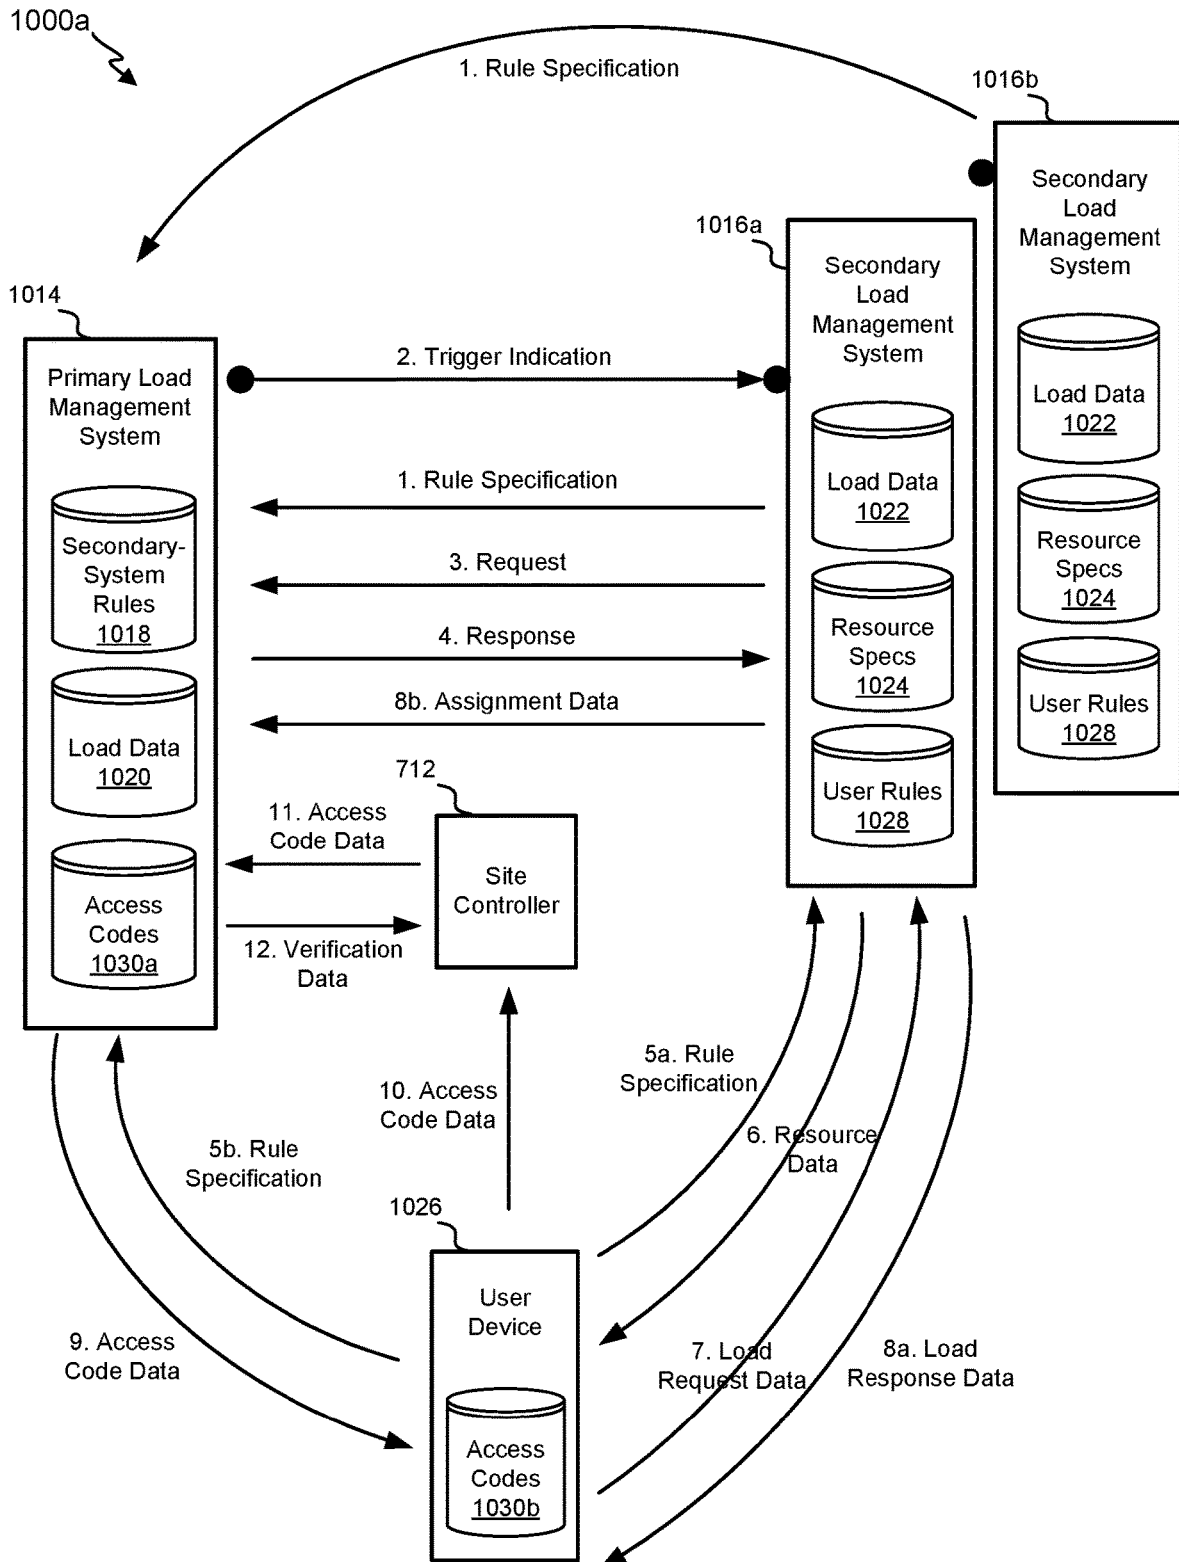 1000a
1. Rule Specification
1016b
Secondary
Load
Management
System
Load Data
1022
Resource
Specs
1024
User Rules
1028
1016a
Secondary
Load
Management
System
Load Data
1022
Resource
Specs
1024
User Rules
1028
1014
Primary Load
Management
System
Secondary-
System
Rules
1018
Load Data
1020
Access
Codes
1030a
2. Trigger Indication
1. Rule Specification
3. Request
4. Response
8b. Assignment Data
712
Site
Controller
11. Access
Code Data
12. Verification
Data
10. Access
Code Data
5a. Rule
Specification
6. Resource
Data
5b. Rule
Specification
1026
User
Device
Access
Codes
1030b
9. Access
Code Data
7. Load
Request Data
8a. Load
Response Data